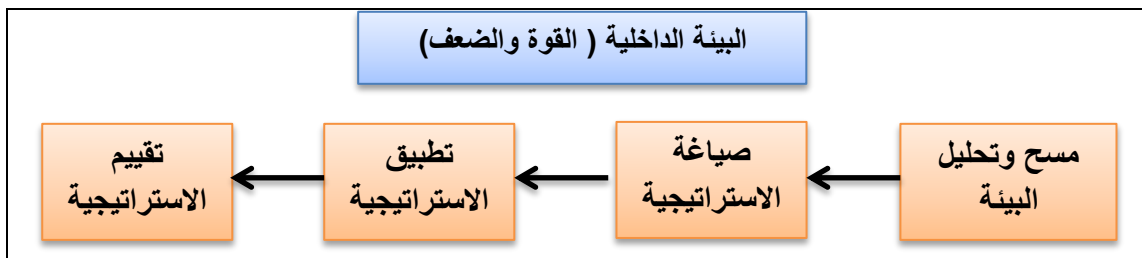 البيئة الداخلية ( القوة والضعف)
مسح وتحليل
البيئة
صياغة
الاستراتيجية
تطبيق
الاستراتيجية
تقييم
الاستراتيجية